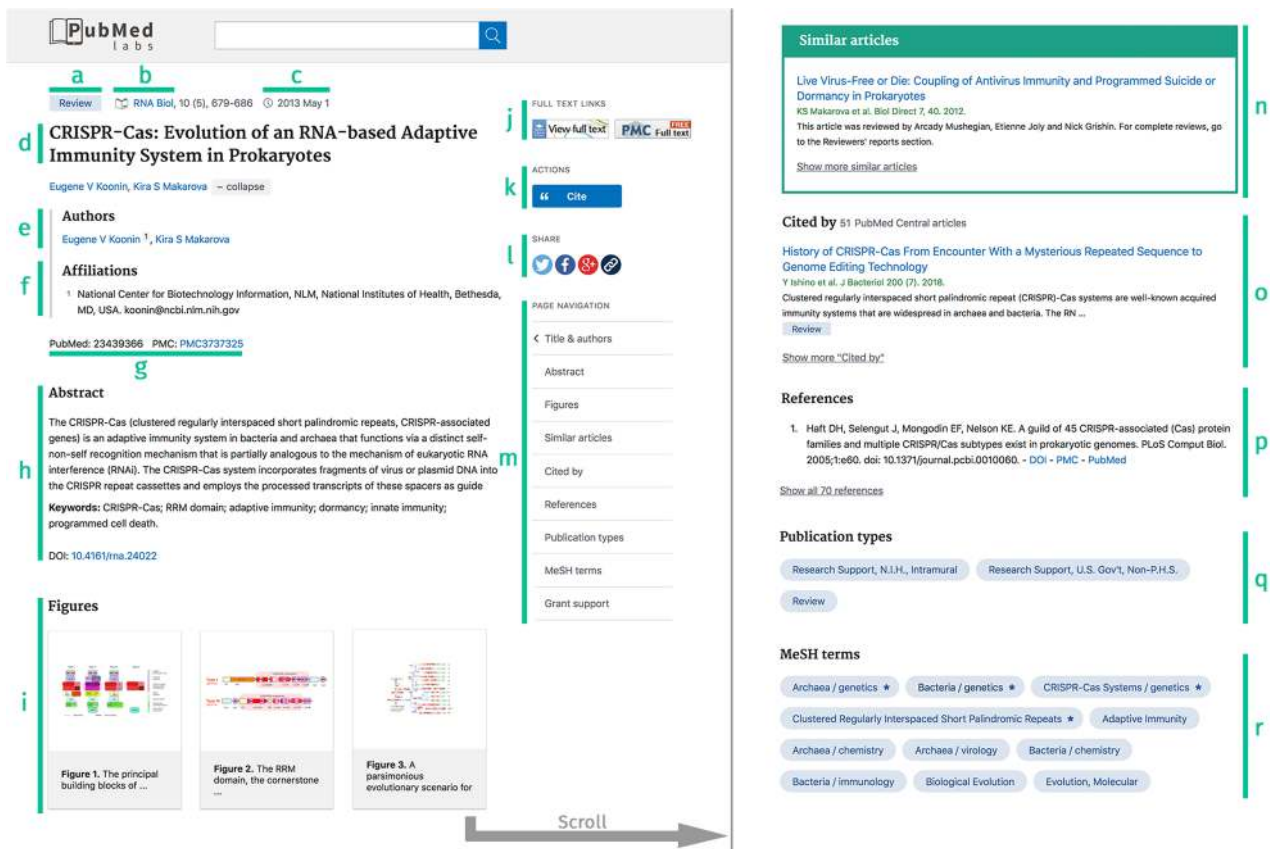 PubMed
labs
a
b
c
Review
RNA Biol, 10 (5), 679-686
2013 May 1
d
CRISPR-Cas: Evolution of an RNA-based Adaptive
Immunity System in Prokaryotes
Eugene V Koonin, Kira S Makarova – collapse
e
Authors
Eugene V Koonin 1, Kira S Makarova
f
Affiliations
1 National Center for Biotechnology Information, NLM, National Institutes of Health, Bethesda,
MD, USA. koonin@ncbi.nlm.nih.gov
PubMed: 23439366 PMC: PMC3737325
g
h
Abstract
The CRISPR-Cas (clustered regularly interspaced short palindromic repeats, CRISPR-associated
genes) is an adaptive immunity system in bacteria and archaea that functions via a distinct self-
non-self recognition mechanism that is partially analogous to the mechanism of eukaryotic RNA
interference (RNAi). The CRISPR-Cas system incorporates fragments of virus or plasmid DNA into
the CRISPR repeat cassettes and employs the processed transcripts of these spacers as guide
Keywords: CRISPR-Cas; RRM domain; adaptive immunity; dormancy; innate immunity;
programmed cell death.
DOI: 10.4161/rna.24022
i
Figures
Figure 1. The principal
building blocks of ...
Figure 2. The RRM
domain, the cornerstone
...
Figure 3. A
parsimonious
evolutionary scenario for
j
FULL TEXT LINKS
View full text
PMC FREE Full text
k
ACTIONS
“ Cite
l
SHARE
m
PAGE NAVIGATION
< Title & authors
Abstract
Figures
Similar articles
Cited by
References
Publication types
MeSH terms
Grant support
Scroll
n
Similar articles
Live Virus-Free or Die: Coupling of Antivirus Immunity and Programmed Suicide or
Dormancy in Prokaryotes
KS Makarova et al. Biol Direct 7, 40. 2012.
This article was reviewed by Arcady Mushegian, Etienne Joly and Nick Grishin. For complete reviews, go
to the Reviewers' reports section.
Show more similar articles
o
Cited by 51 PubMed Central articles
History of CRISPR-Cas From Encounter With a Mysterious Repeated Sequence to
Genome Editing Technology
Y Ishino et al. J Bacteriol 200 (7). 2018.
Clustered regularly interspaced short palindromic repeat (CRISPR)-Cas systems are well-known acquired
immunity systems that are widespread in archaea and bacteria. The RN ...
Review
Show more "Cited by"
p
References
1. Haft DH, Selengut J, Mongodin EF, Nelson KE. A guild of 45 CRISPR-associated (Cas) protein
families and multiple CRISPR/Cas subtypes exist in prokaryotic genomes. PLoS Comput Biol.
2005;1:e60. doi: 10.1371/journal.pcbi.0010060. - DOI - PMC - PubMed
Show all 70 references
q
Publication types
Research Support, N.I.H., Intramural
Research Support, U.S. Gov't, Non-P.H.S.
Review
r
MeSH terms
Archaea / genetics ★
Bacteria / genetics ★
CRISPR-Cas Systems / genetics ★
Clustered Regularly Interspaced Short Palindromic Repeats ★
Adaptive Immunity
Archaea / chemistry
Archaea / virology
Bacteria / chemistry
Bacteria / immunology
Biological Evolution
Evolution, Molecular